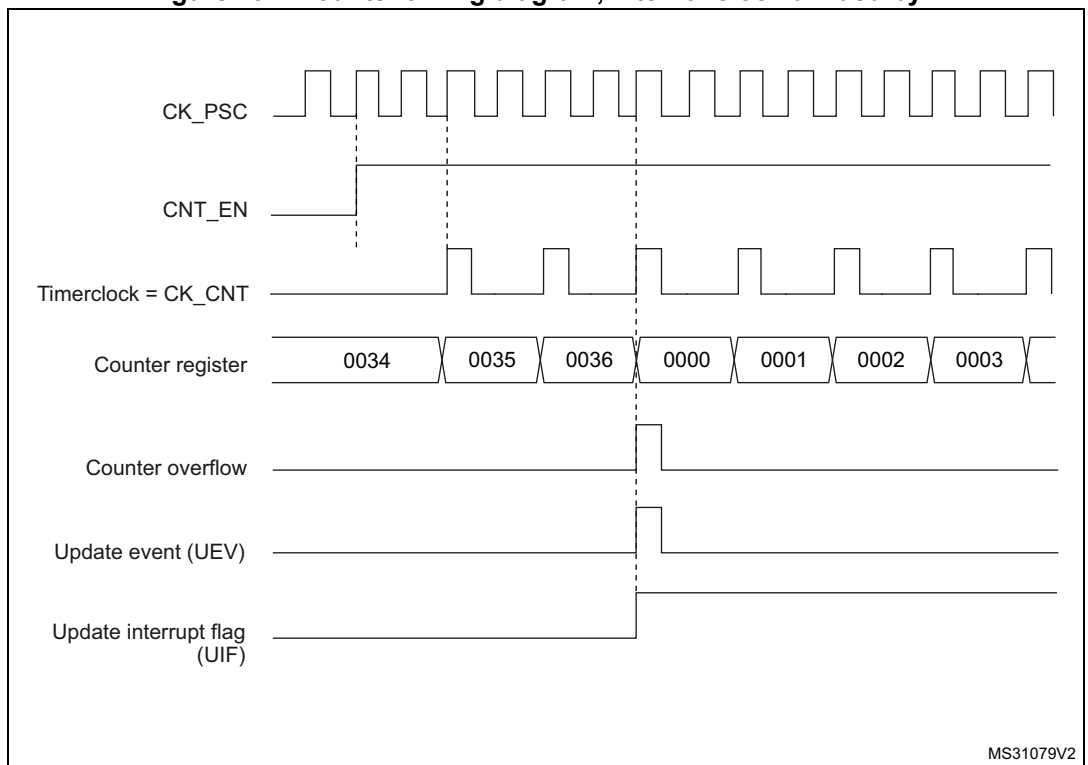 CK_PSC
CNT_EN
Timerclock = CK_CNT
Counter register
0034
0035
0036
0000
0001
0002
0003
Counter overflow
Update event (UEV)
Update interrupt flag
(UIF)
MS31079V2